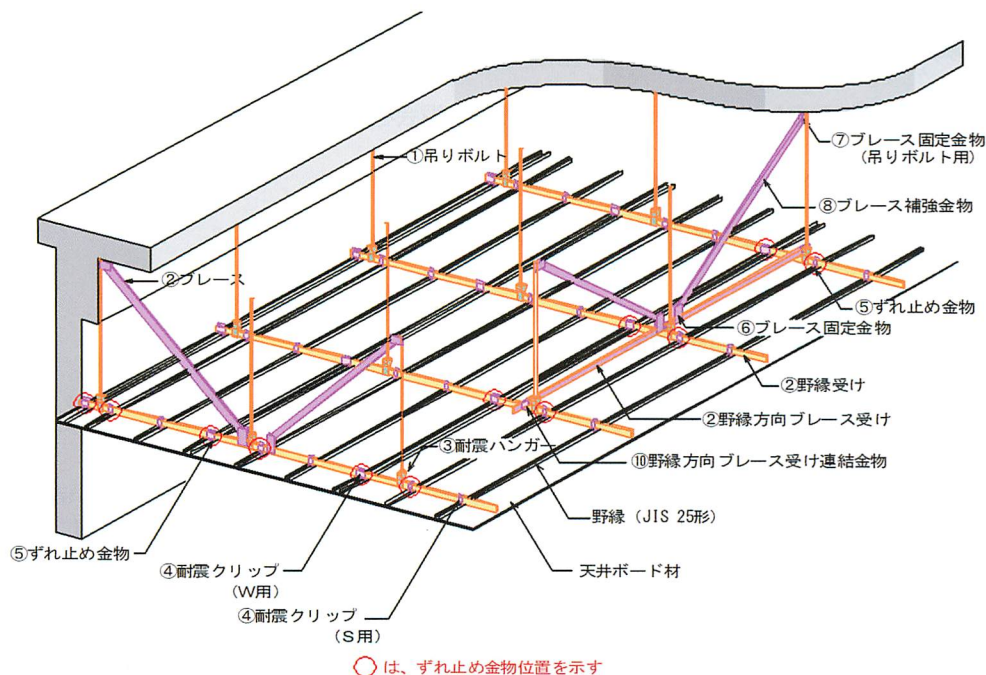 ①吊りボルト
⑦ブレース固定金物
(吊りボルト用)
⑧ブレース補強金物
②ブレース
⑤ずれ止め金物
⑥ブレース固定金物
②野縁受け
②野縁方向ブレース受け
③耐震ハンガー
⑩野縁方向ブレース受け連結金物
野縁(JIS 25形)
⑤ずれ止め金物
④耐震クリップ
(W用)
天井ボード材
④耐震クリップ
(S用)
は、ずれ止め金物位置を示す